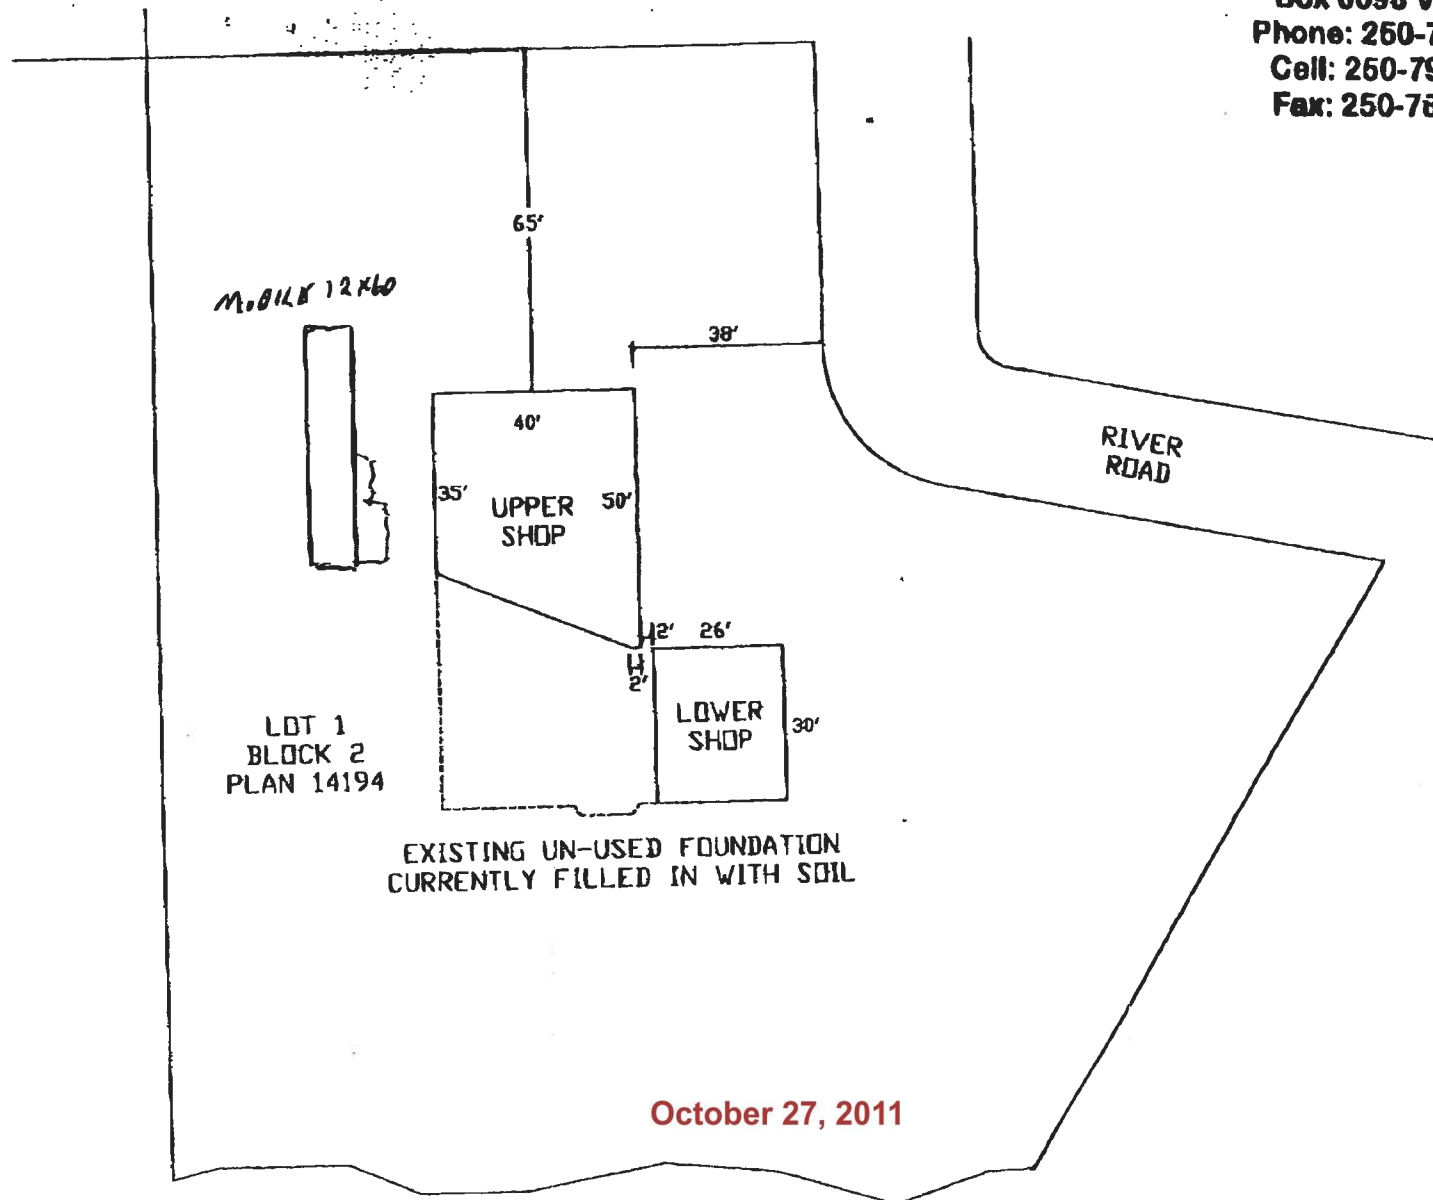 Phone: 250-7
Cell: 250-79
Fax: 250-78
65'
MOBILE 12X60
38'
40'
35'
UPPER
SHOP
50'
RIVER
ROAD
2'
26'
2'
LOWER
SHOP
30'
LOT 1
BLOCK 2
PLAN 14194
EXISTING UN-USED FOUNDATION
CURRENTLY FILLED IN WITH SOIL
October 27, 2011